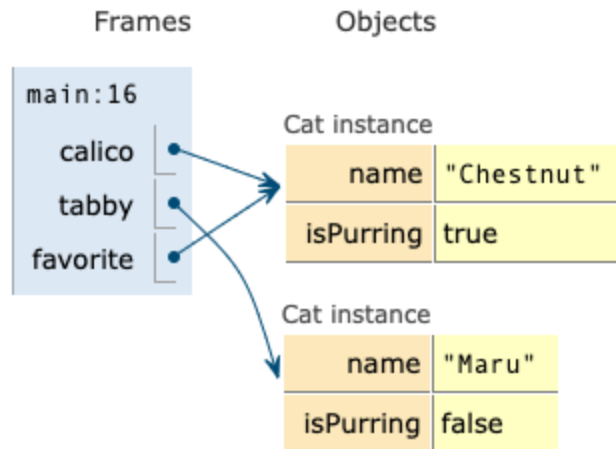 Frames
Objects
main:16
calico
tabby
favorite
Cat instance
name "Chestnut"
isPurring true
Cat instance
name "Maru"
isPurring false